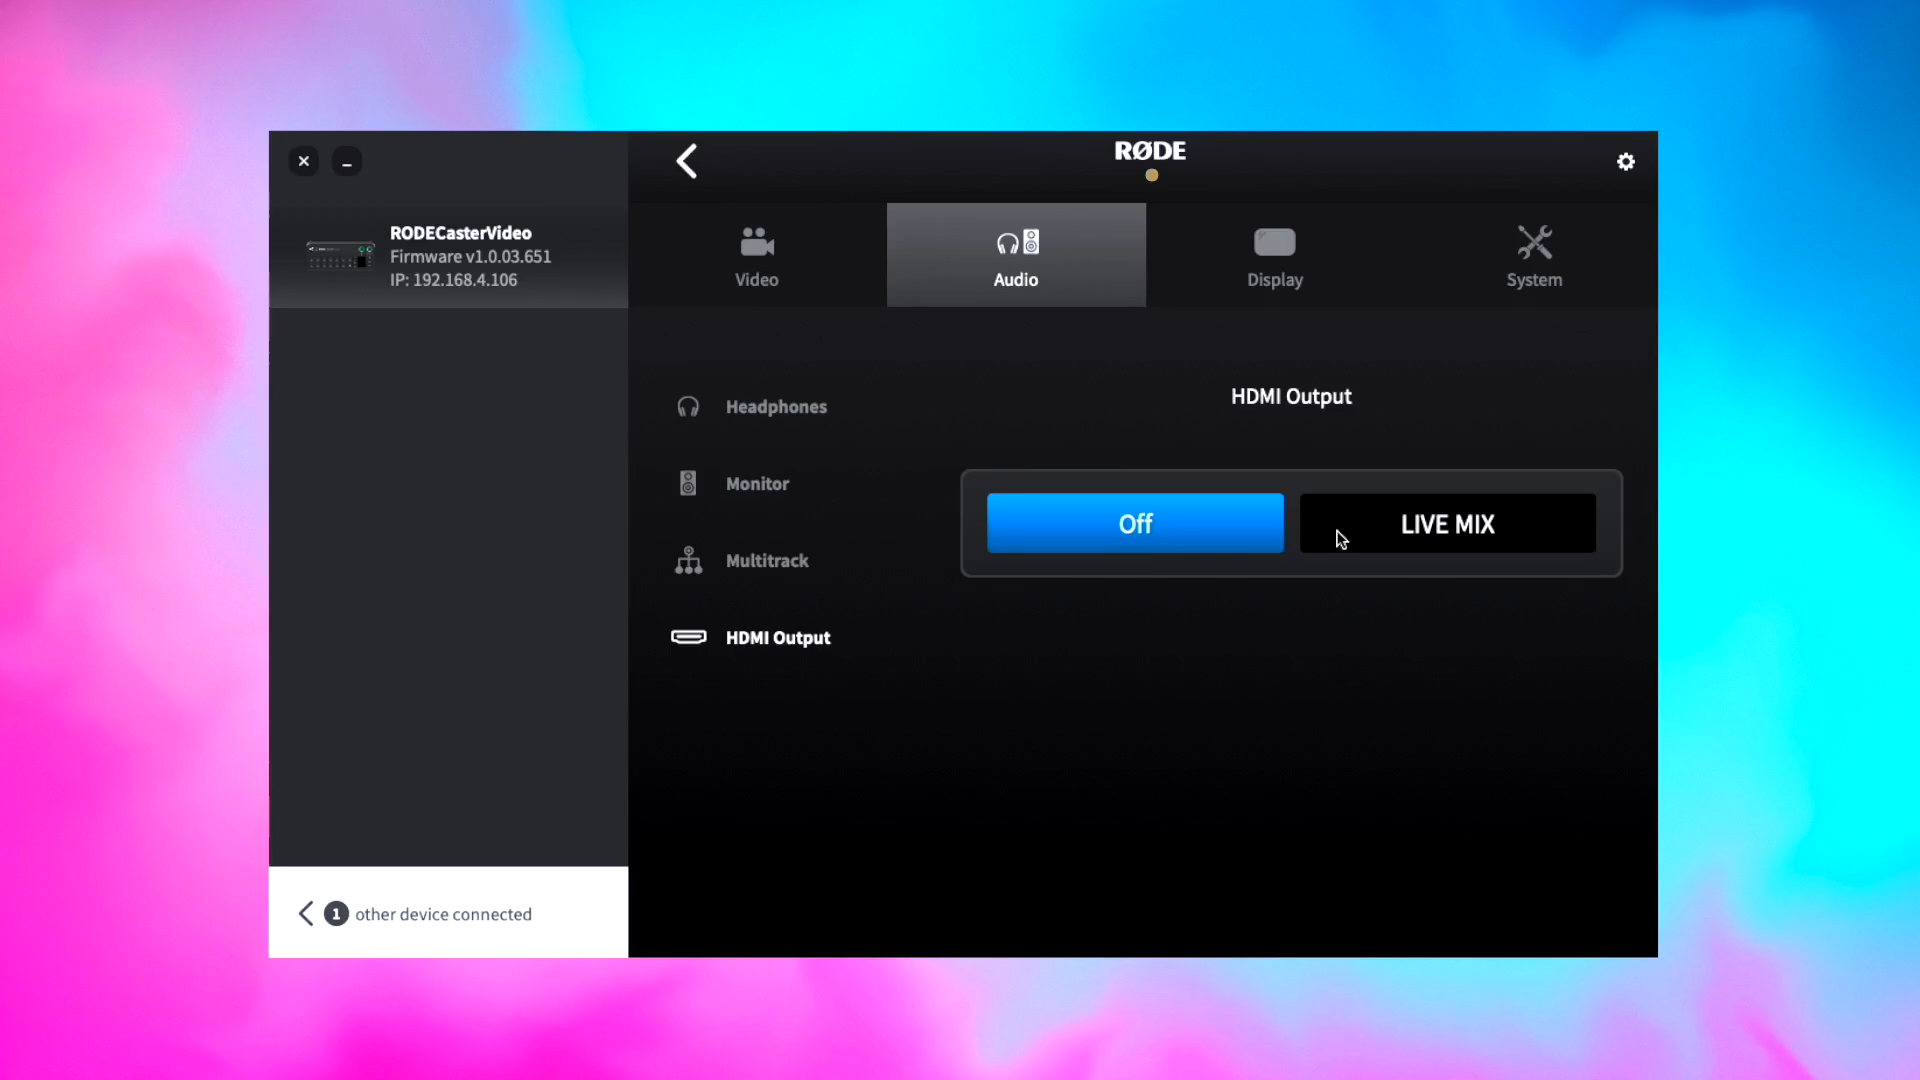 RØDE
RODECasterVideo
Firmware v1.0.03.651
IP: 192.168.4.106
Video
Audio
Display
System
Headphones
Monitor
Multitrack
HDMI Output
HDMI Output
Off
LIVE MIX
1 other device connected